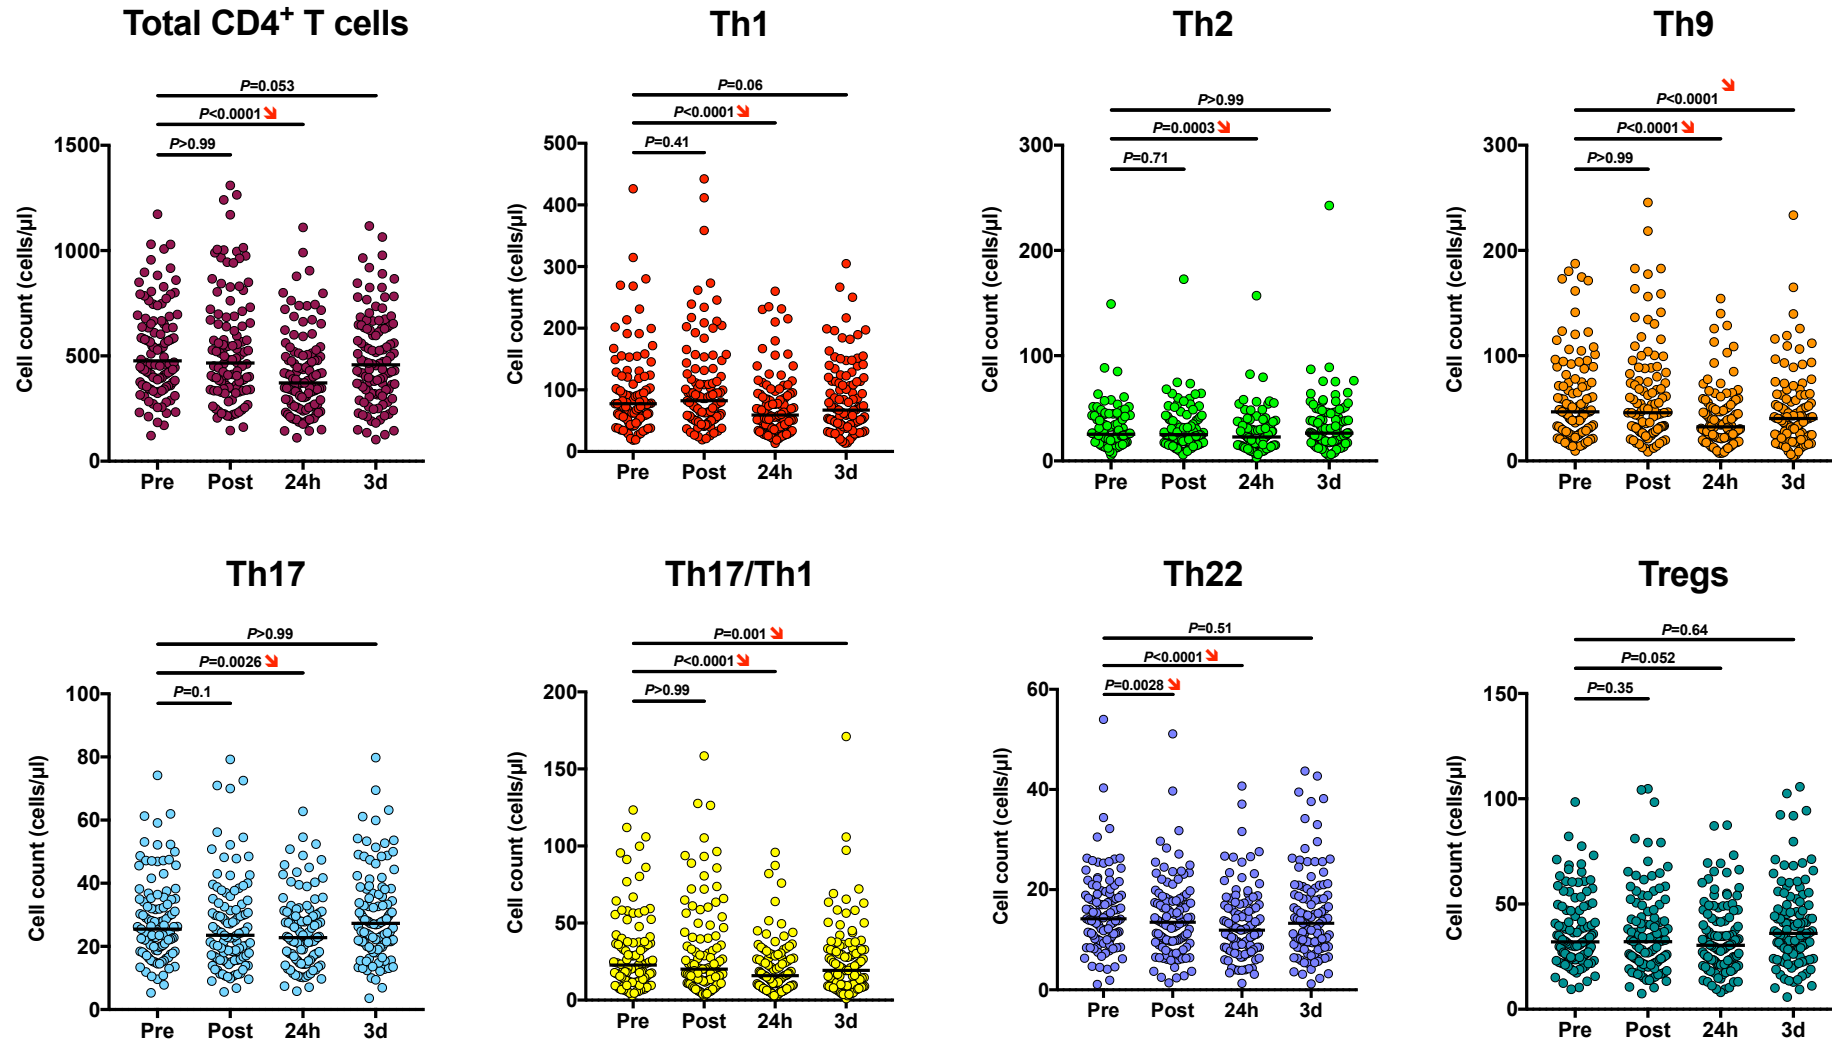 Total CD4+ T cells
P=0.053
P<0.0001
P>0.99
1500
1000
500
0
Cell count (cells/µl)
Pre Post 24h 3d
Th1
P=0.06
P<0.0001
P=0.41
500
400
300
200
100
0
Cell count (cells/µl)
Pre Post 24h 3d
Th2
P>0.99
P=0.0003
P=0.71
300
200
100
0
Cell count (cells/µl)
Pre Post 24h 3d
Th9
P<0.0001
P<0.0001
P>0.99
300
200
100
0
Cell count (cells/µl)
Pre Post 24h 3d
Th17
P>0.99
P=0.0026
P=0.1
100
80
60
40
20
0
Cell count (cells/µl)
Pre Post 24h 3d
Th17/Th1
P=0.001
P<0.0001
P>0.99
200
150
100
50
0
Cell count (cells/µl)
Pre Post 24h 3d
Th22
P=0.51
P<0.0001
P=0.0028
60
40
20
0
Cell count (cells/µl)
Pre Post 24h 3d
Tregs
P=0.64
P=0.052
P=0.35
150
100
50
0
Cell count (cells/µl)
Pre Post 24h 3d